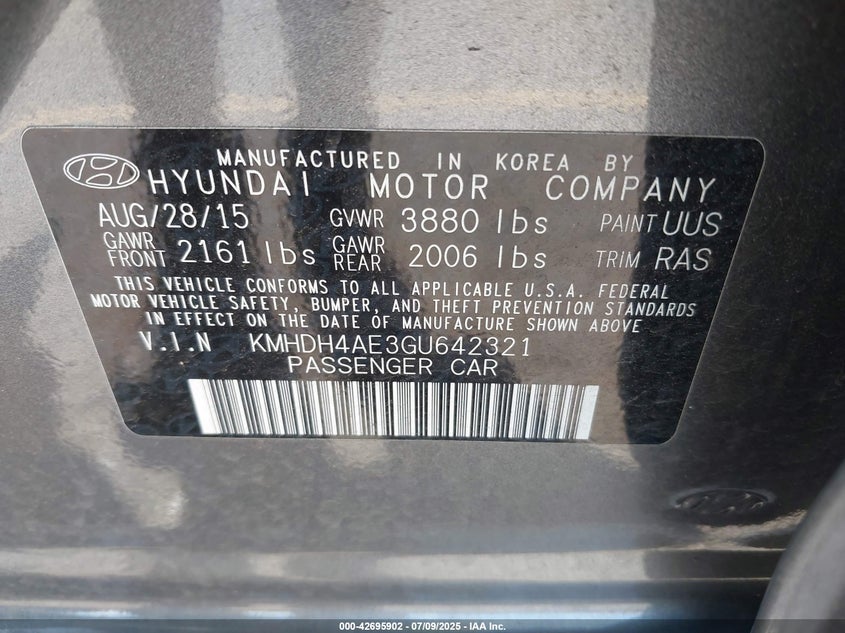 MANUFACTURED IN KOREA BY
HYUNDAI MOTOR COMPANY
AUG/28/15 GVWR 3880 lbs PAINT UUS
GAWR FRONT 2161 lbs GAWR REAR 2006 lbs TRIM RAS
THIS VEHICLE CONFORMS TO ALL APPLICABLE U.S.A. FEDERAL
MOTOR VEHICLE SAFETY, BUMPER, AND THEFT PREVENTION STANDARDS
IN EFFECT ON THE DATE OF MANUFACTURE SHOWN ABOVE
V.I.N KMHDH4AE3GU642321
PASSENGER CAR
000-42695902 / 07/09/2025 - IAA Inc.